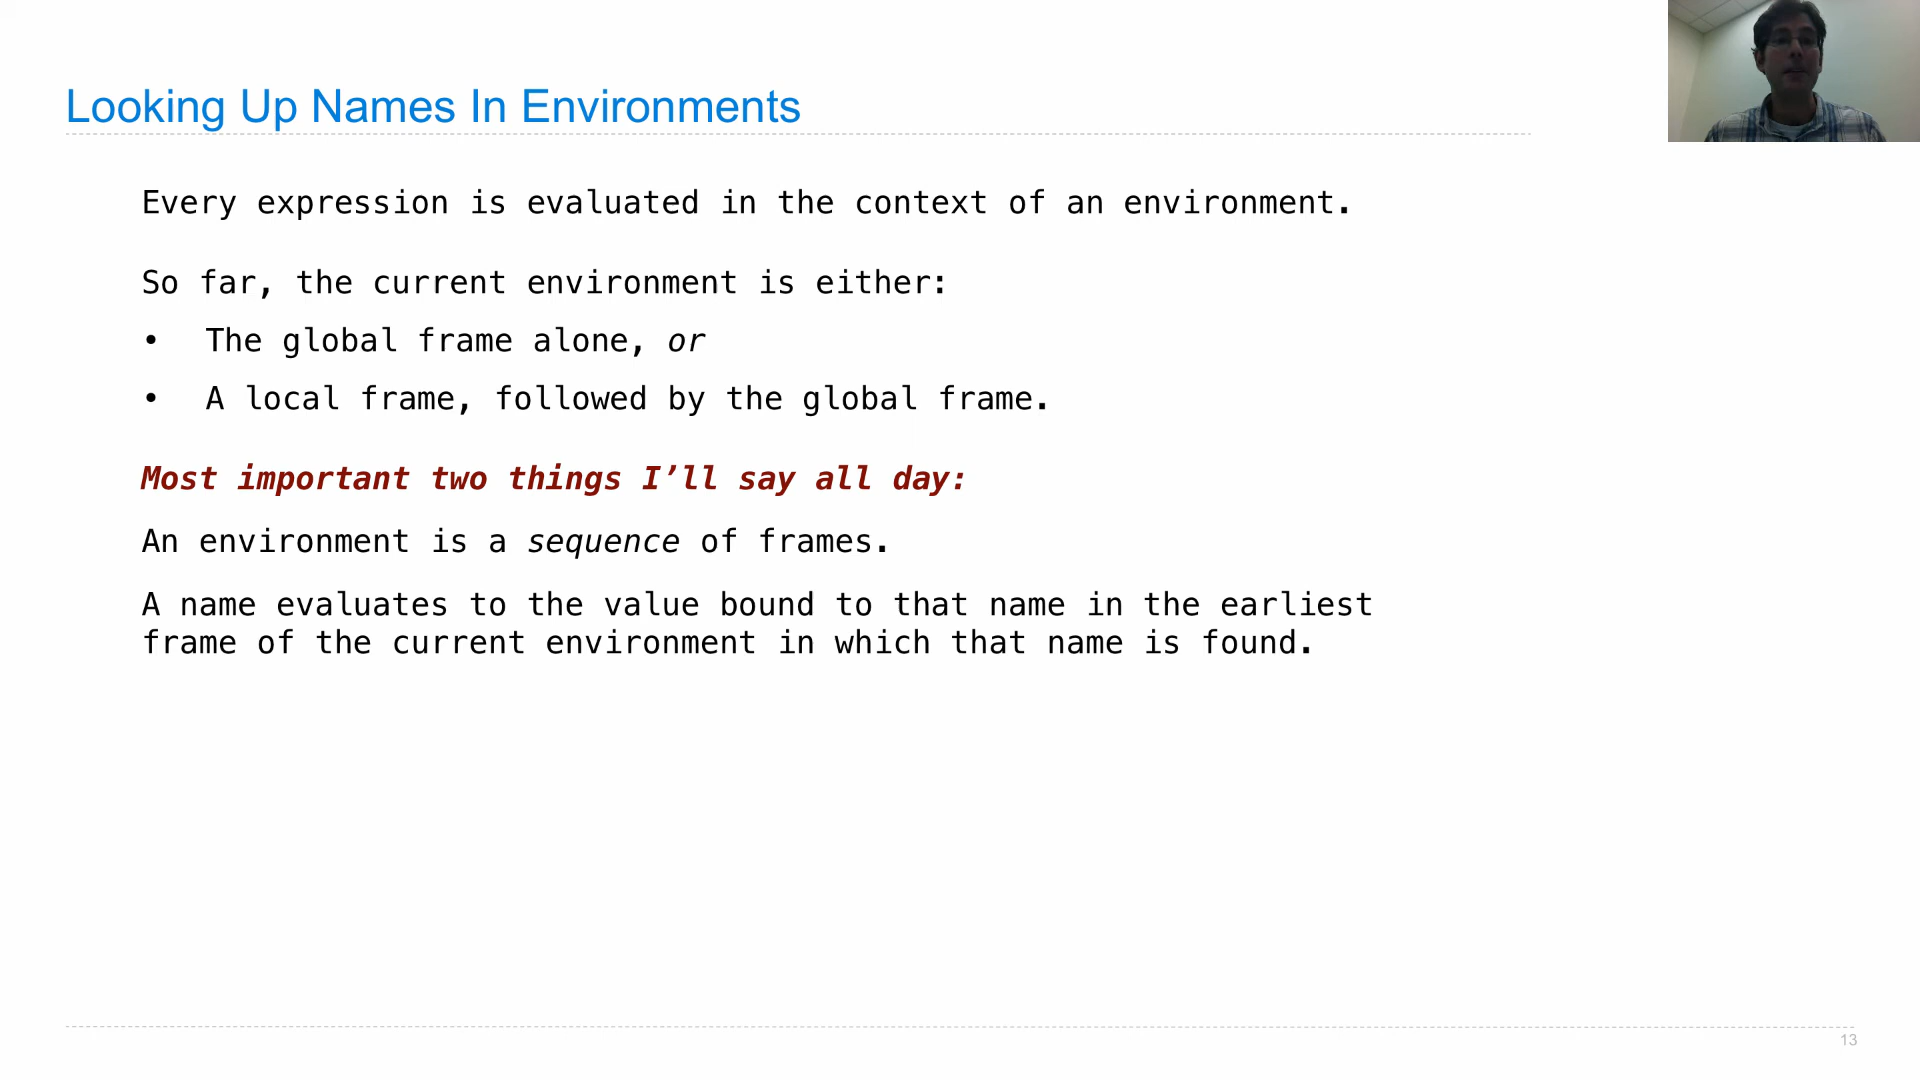 Looking Up Names In Environments
Every expression is evaluated in the context of an environment.
So far, the current environment is either:
• The global frame alone, or
• A local frame, followed by the global frame.
Most important two things I’ll say all day:
An environment is a sequence of frames.
A name evaluates to the value bound to that name in the earliest
frame of the current environment in which that name is found.
13